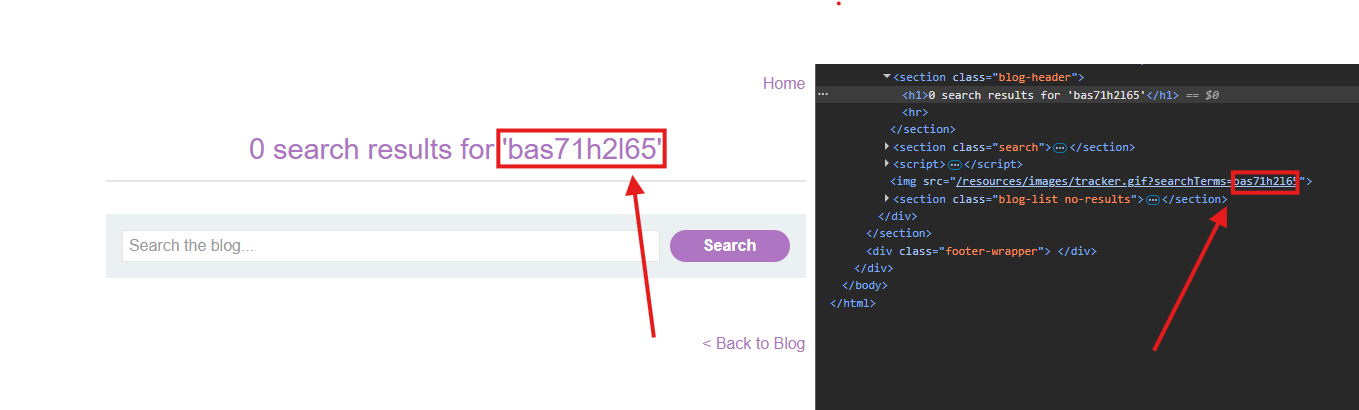 Home
0 search results for 'bas71h2l65'
Search the blog...
Search
< Back to Blog
<section class="blog-header">
... <h1>0 search results for 'bas71h2l65'</h1> == $0
<hr>
</section>
<section class="search">...</section>
<script>...</script>
<img src="/resources/images/tracker.gif?searchTerms=bas71h2l65">
<section class="blog-list no-results">...</section>
</div>
</section>
<div class="footer-wrapper"> </div>
</div>
</body>
</html>